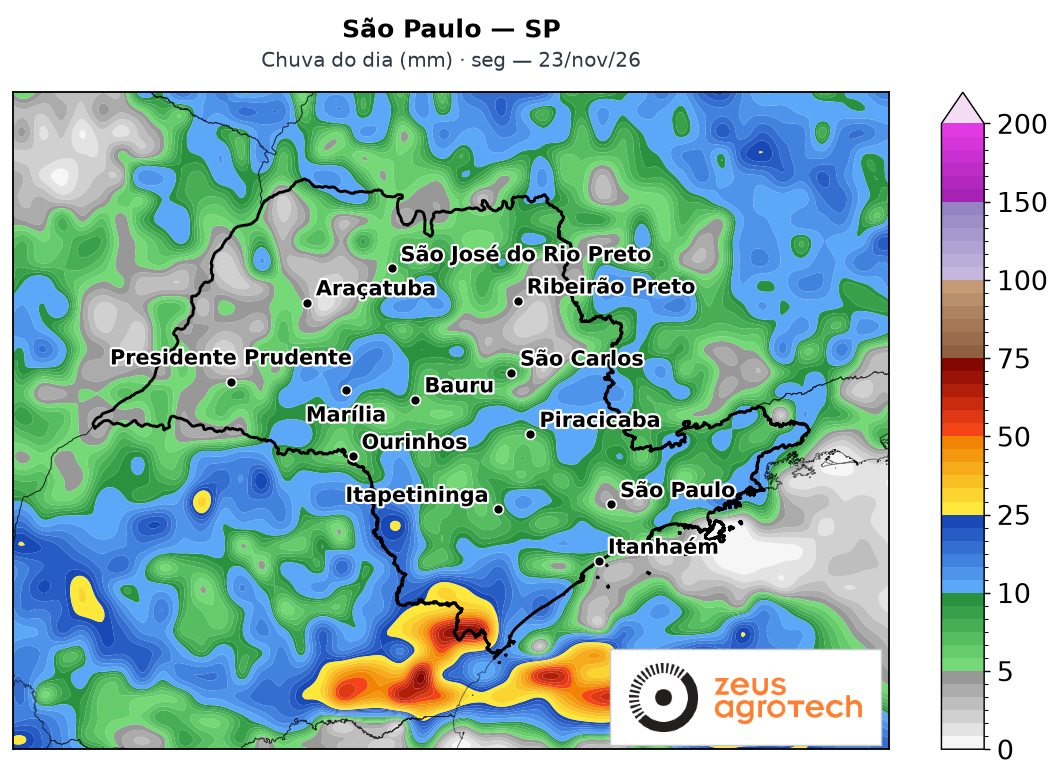 São Paulo — SP
Chuva do dia (mm) · seg — 23/nov/26
São José do Rio Preto
Araçatuba
Ribeirão Preto
Presidente Prudente
São Carlos
Bauru
Marília
Piracicaba
Ourinhos
Itapetininga
São Paulo
Itanhaém
zeus
agrotech
200
150
100
75
50
25
10
5
0